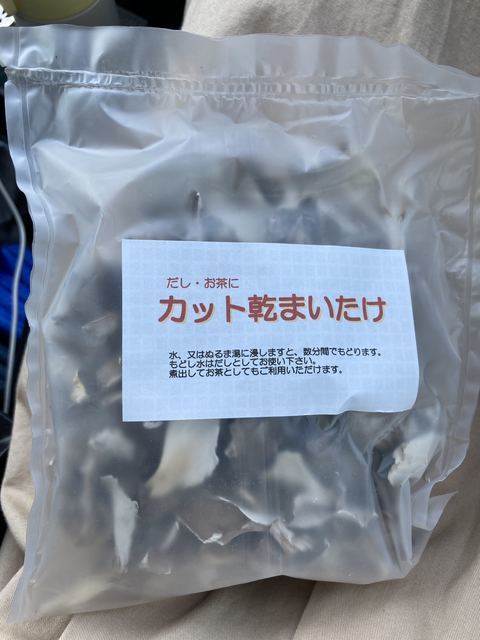 だし・お茶に
カット乾まいたけ
水、又はぬるま湯に浸しますと、数分間でもどります。
もどし水はだしとしてお使い下さい。
煮出してお茶としてもご利用いただけます。